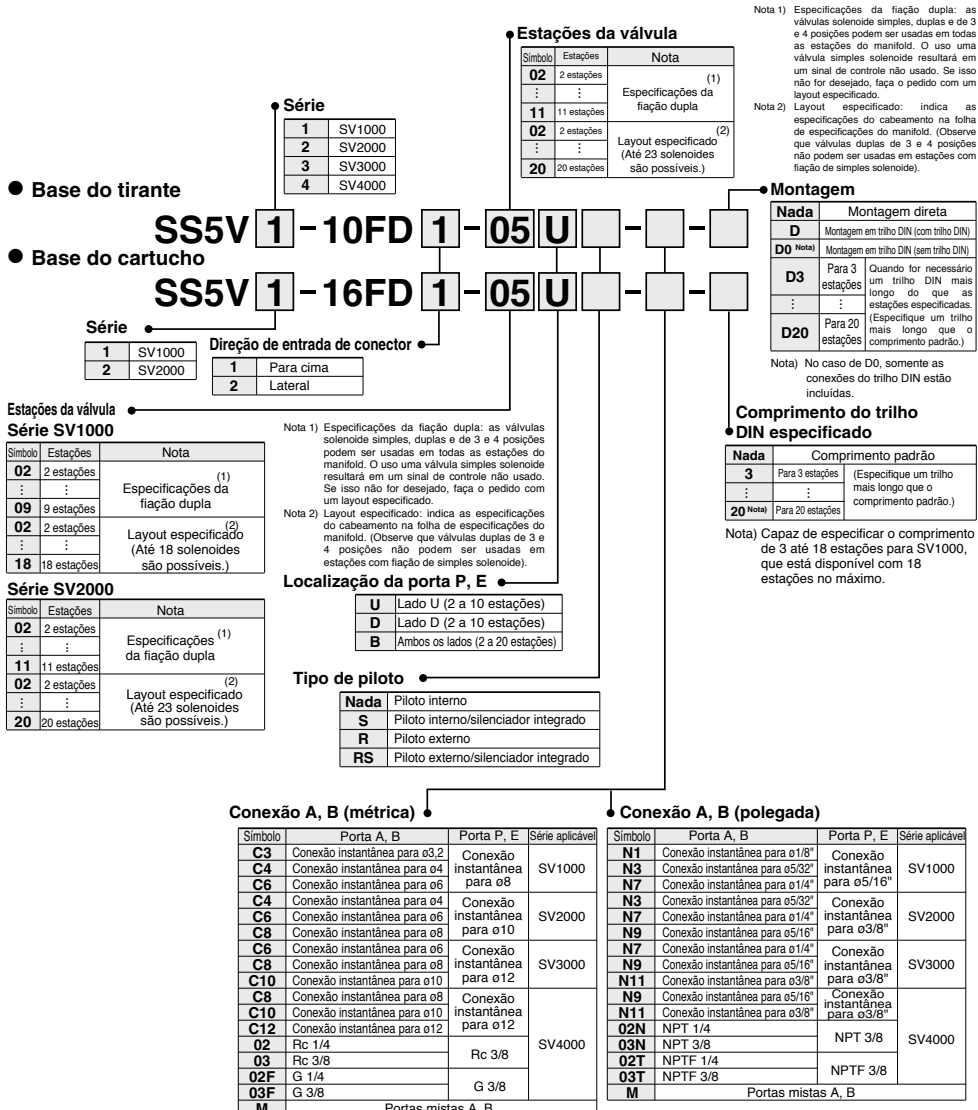 Nota 1) Especificações da fiação dupla: as
válvulas solenoide simples, duplas e de 3
e 4 posições podem ser usadas em todas
as estações do manifold. O uso uma
válvula simples solenoide resultará em
um sinal de controle não usado. Se isso
não for desejado, faça o pedido com um
layout especificado.
Nota 2) Layout especificado: indica as
especificações do cabeamento na folha
de especificações do manifold. (Observe
que válvulas duplas de 3 e 4 posições
não podem ser usadas em estações com
fiação de simples solenoide).
Estações da válvula
Símbolo Estações Nota
02 2 estações (1)
⋮ ⋮ Especificações da
11 11 estações fiação dupla
02 2 estações (2)
⋮ ⋮ Layout especificado
(Até 23 solenoides
20 20 estações são possíveis.)
Série
1 SV1000
2 SV2000
3 SV3000
4 SV4000
● Base do tirante
SS5V 1 - 10FD 1 - 05 U - -
● Base do cartucho
SS5V 1 - 16FD 1 - 05 U - -
Montagem
Nada Montagem direta
D Montagem em trilho DIN (com trilho DIN)
D0 Nota) Montagem em trilho DIN (sem trilho DIN)
D3 Para 3 estações
⋮ ⋮
D20 Para 20 estações
Quando for necessário
um trilho DIN mais
longo do que as
estações especificadas.
(Especifique um trilho
mais longo que o
comprimento padrão.)
Nota) No caso de D0, somente as
conexões do trilho DIN estão
incluídas.
Série
1 SV1000
2 SV2000
Direção de entrada de conector
1 Para cima
2 Lateral
Comprimento do trilho
DIN especificado
Nada Comprimento padrão
3 Para 3 estações
⋮ ⋮
20 Nota) Para 20 estações
(Especifique um trilho
mais longo que o
comprimento padrão.)
Nota) Capaz de especificar o comprimento
de 3 até 18 estações para SV1000,
que está disponível com 18
estações no máximo.
Estações da válvula
Série SV1000
Símbolo Estações Nota
02 2 estações (1)
⋮ ⋮ Especificações da
09 9 estações fiação dupla
02 2 estações (2)
⋮ ⋮ Layout especificado
(Até 18 solenoides
18 18 estações são possíveis.)
Série SV2000
Símbolo Estações Nota
02 2 estações
⋮ ⋮ Especificações (1)
11 11 estações da fiação dupla
02 2 estações (2)
⋮ ⋮ Layout especificado
(Até 23 solenoides
20 20 estações são possíveis.)
Nota 1) Especificações da fiação dupla: as válvulas
solenoide simples, duplas e de 3 e 4 posições
podem ser usadas em todas as estações do
manifold. O uso uma válvula simples solenoide
resultará em um sinal de controle não usado.
Se isso não for desejado, faça o pedido com
um layout especificado.
Nota 2) Layout especificado: indica as especificações
do cabeamento na folha de especificações do
manifold. (Observe que válvulas duplas de 3 e
4 posições não podem ser usadas em
estações com fiação de simples solenoide).
Localização da porta P, E
U Lado U (2 a 10 estações)
D Lado D (2 a 10 estações)
B Ambos os lados (2 a 20 estações)
Tipo de piloto
Nada Piloto interno
S Piloto interno/silenciador integrado
R Piloto externo
RS Piloto externo/silenciador integrado
Conexão A, B (métrica)
Símbolo Porta A, B Porta P, E Série aplicável
C3 Conexão instantânea para ø3,2 Conexão
C4 Conexão instantânea para ø4 instantânea SV1000
C6 Conexão instantânea para ø6 para ø8
C4 Conexão instantânea para ø4 Conexão
C6 Conexão instantânea para ø6 instantânea SV2000
C8 Conexão instantânea para ø8 para ø10
C6 Conexão instantânea para ø6 Conexão
C8 Conexão instantânea para ø8 instantânea SV3000
C10 Conexão instantânea para ø10 para ø12
C8 Conexão instantânea para ø8 Conexão
C10 Conexão instantânea para ø10 instantânea
C12 Conexão instantânea para ø12 para ø12
02 Rc 1/4 SV4000
03 Rc 3/8 Rc 3/8
02F G 1/4
03F G 3/8 G 3/8
M Portas mistas A, B
Conexão A, B (polegada)
Símbolo Porta A, B Porta P, E Série aplicável
N1 Conexão instantânea para ø1/8" Conexão
N3 Conexão instantânea para ø5/32" instantânea SV1000
N7 Conexão instantânea para ø1/4" para ø5/16"
N3 Conexão instantânea para ø5/32" Conexão
N7 Conexão instantânea para ø1/4" instantânea SV2000
N9 Conexão instantânea para ø5/16" para ø3/8"
N7 Conexão instantânea para ø1/4" Conexão
N9 Conexão instantânea para ø5/16" instantânea SV3000
N11 Conexão instantânea para ø3/8" para ø3/8"
N9 Conexão instantânea para ø5/16" Conexão instantânea
N11 Conexão instantânea para ø3/8" para ø3/8"
02N NPT 1/4 SV4000
03N NPT 3/8 NPT 3/8
02T NPTF 1/4
03T NPTF 3/8 NPTF 3/8
M Portas mistas A, B